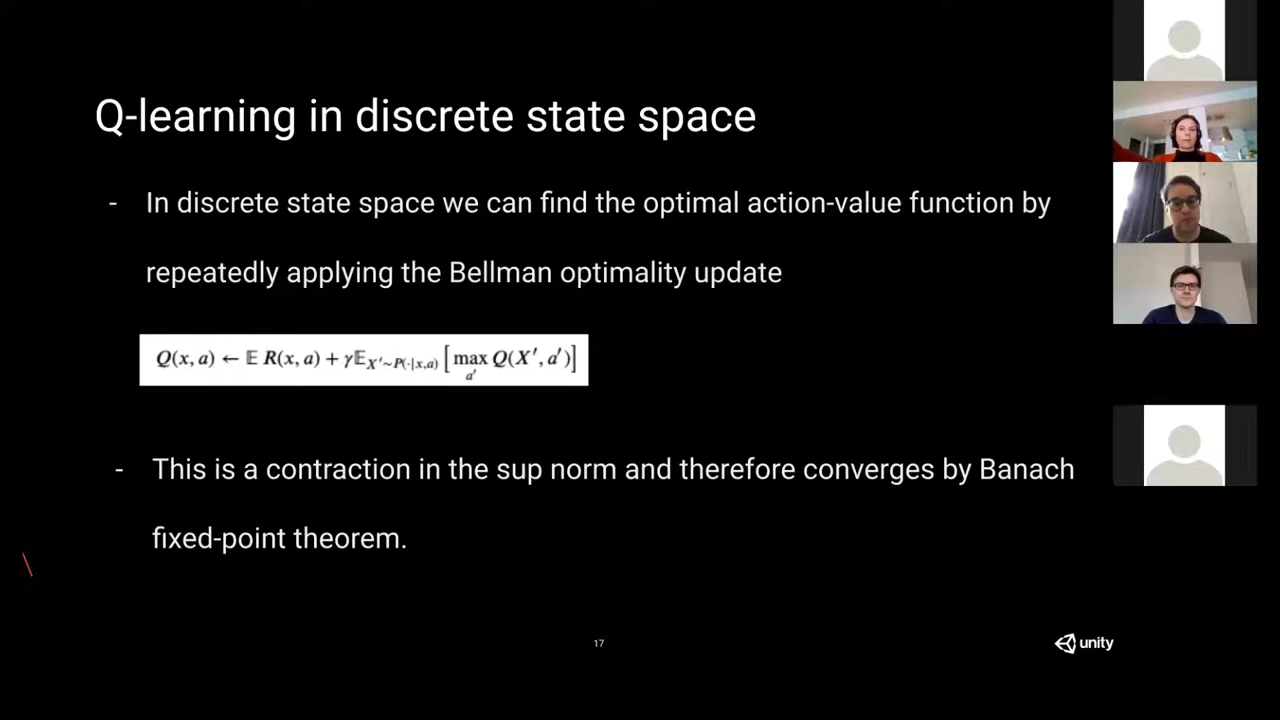 Q-learning in discrete state space
- In discrete state space we can find the optimal action-value function by
repeatedly applying the Bellman optimality update
Q(x, a) ← 𝔼 R(x, a) + γ𝔼_{X′∼P(·|x,a)} [max_{a′} Q(X′, a′)]
- This is a contraction in the sup norm and therefore converges by Banach
fixed-point theorem.
17
unity